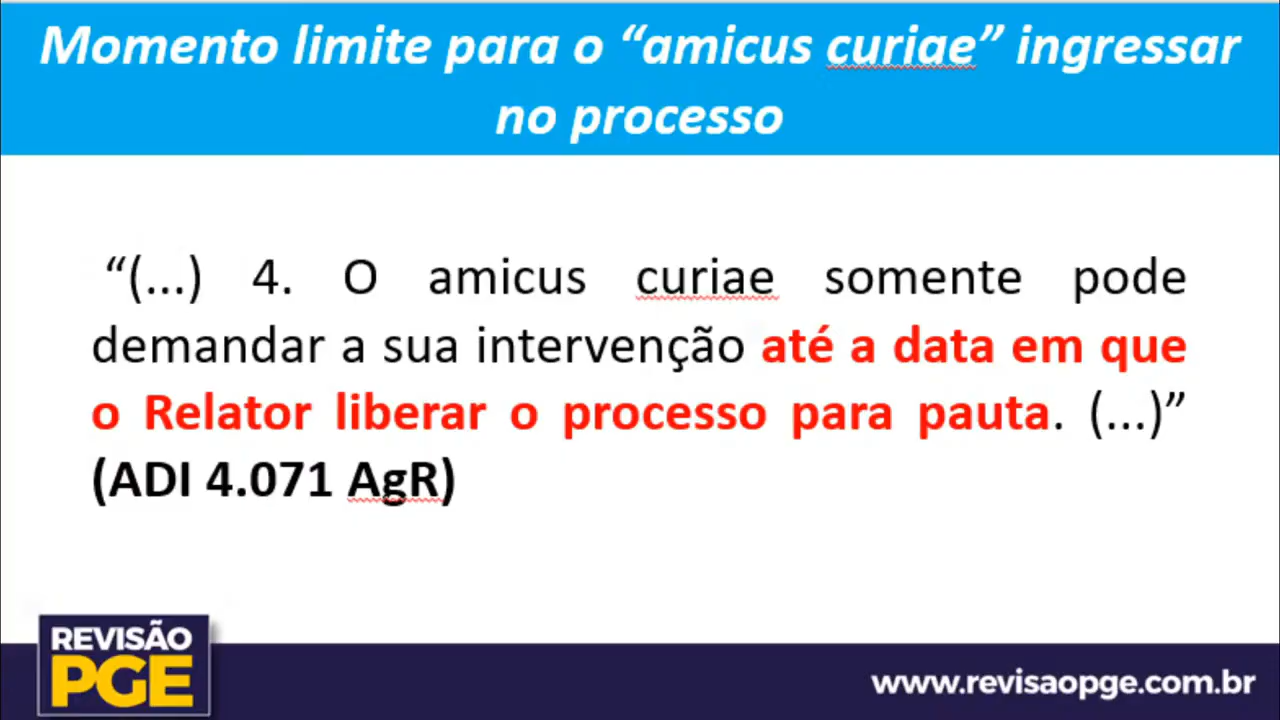 Momento limite para o “amicus curiae” ingressar
no processo
“(...) 4. O amicus curiae somente pode
demandar a sua intervenção até a data em que
o Relator liberar o processo para pauta. (...)”
(ADI 4.071 AgR)
REVISÃO
PGE
www.revisaopge.com.br